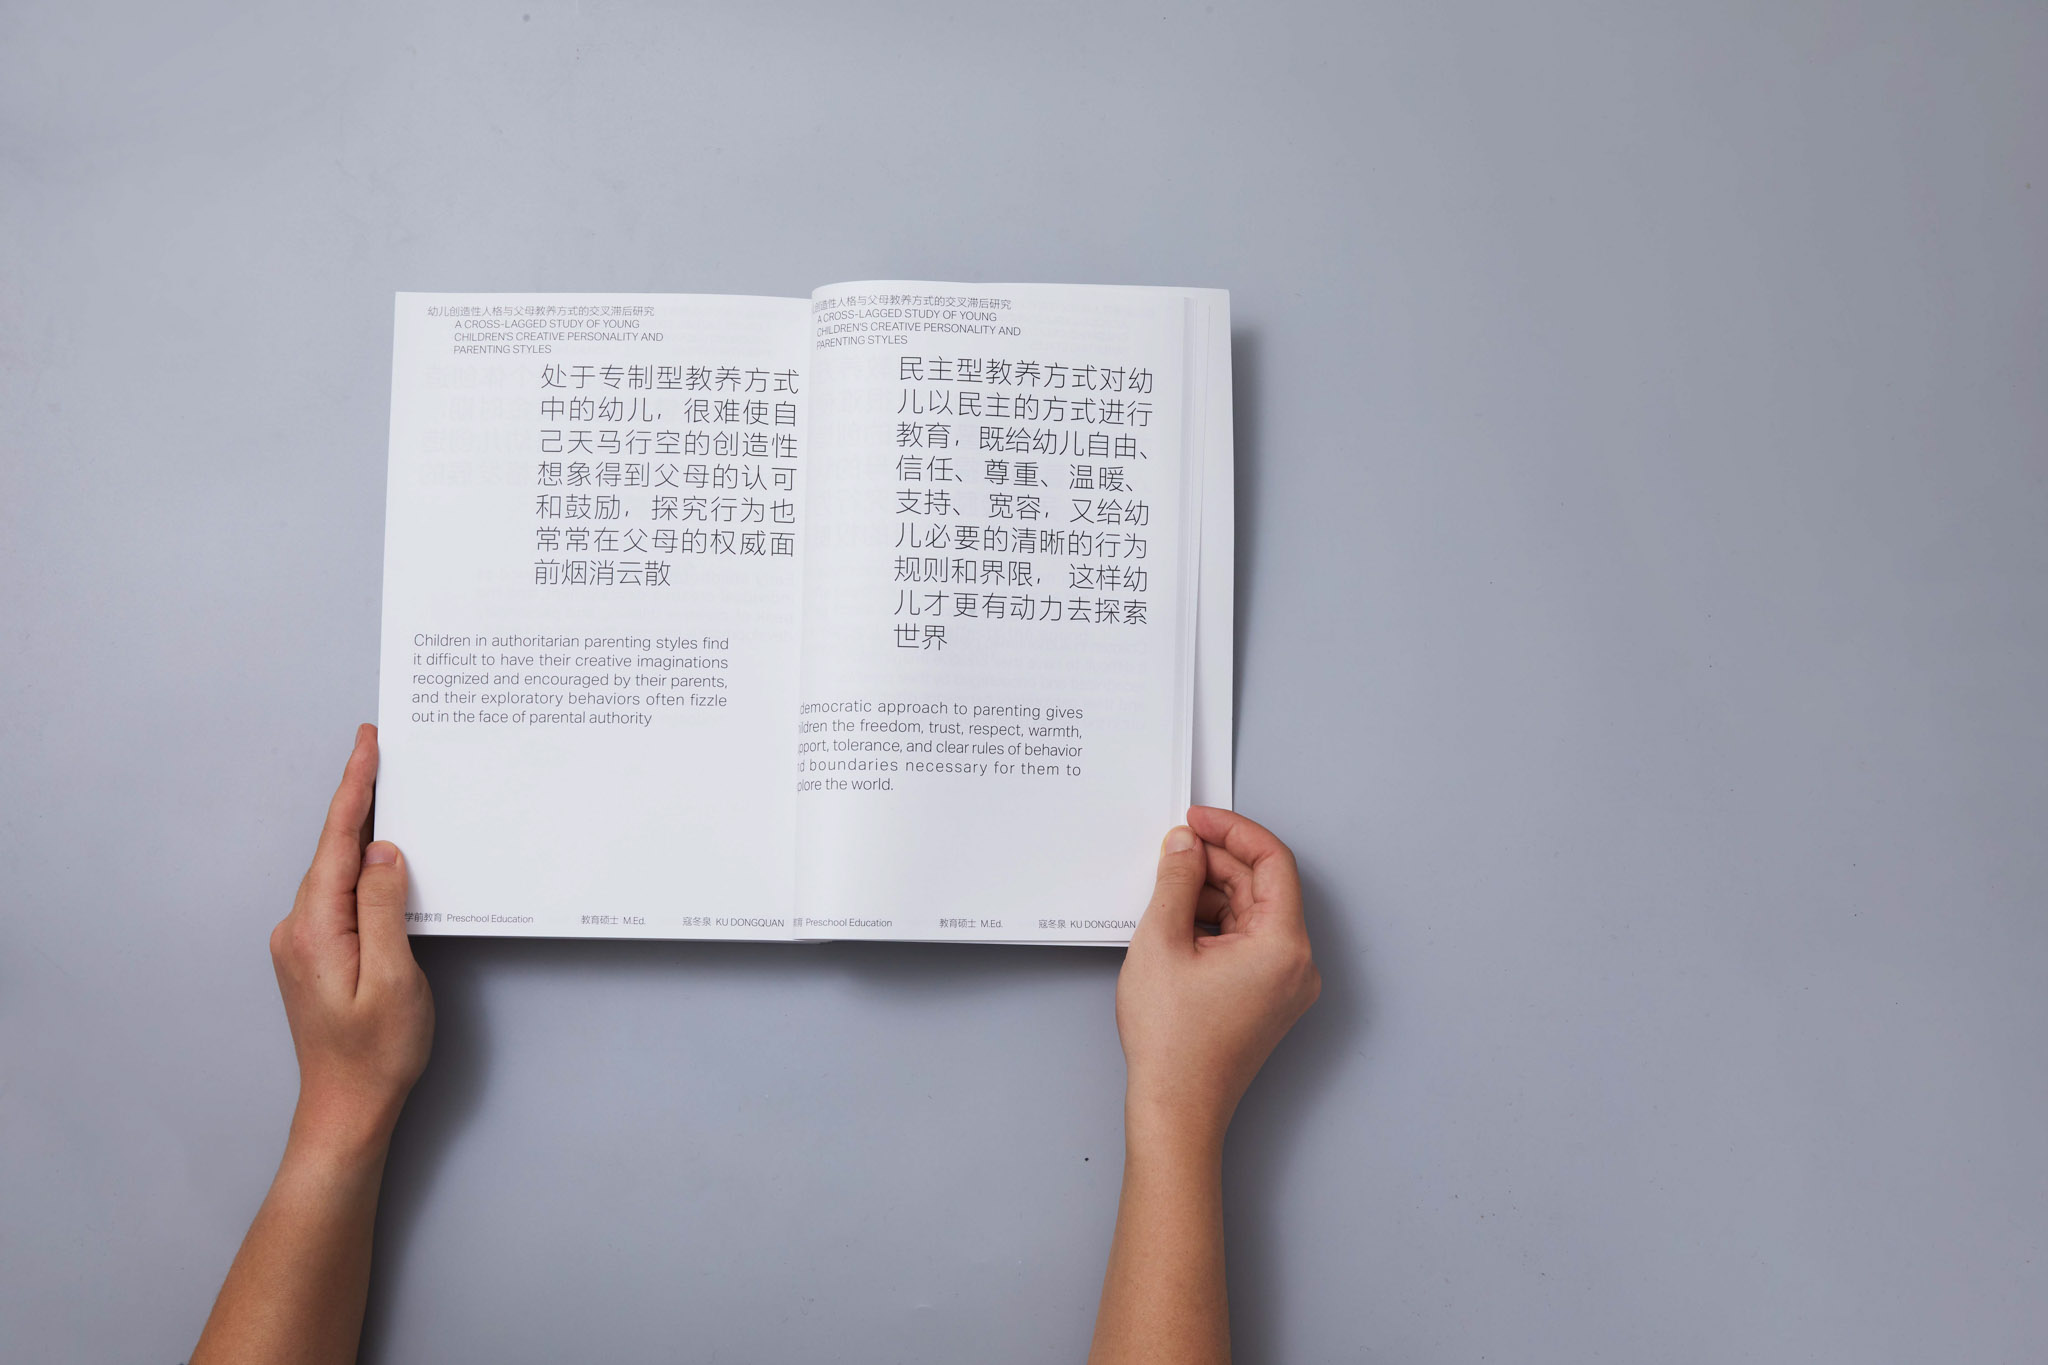 幼儿创造性人格与父母教养方式的交叉滞后研究
A CROSS-LAGGED STUDY OF YOUNG
CHILDREN'S CREATIVE PERSONALITY AND
PARENTING STYLES
处于专制型教养方式
中的幼儿，很难使自
己天马行空的创造性
想象得到父母的认可
和鼓励，探究行为也
常常在父母的权威面
前烟消云散
Children in authoritarian parenting styles find
it difficult to have their creative imaginations
recognized and encouraged by their parents,
and their exploratory behaviors often fizzle
out in the face of parental authority
学前教育 Preschool Education
教育硕士 M.Ed.
寇冬泉 KU DONGQUAN
创造性人格与父母教养方式的交叉滞后研究
A CROSS-LAGGED STUDY OF YOUNG
CHILDREN'S CREATIVE PERSONALITY AND
PARENTING STYLES
民主型教养方式对幼
儿以民主的方式进行
教育，既给幼儿自由、
信任、尊重、温暖、
支持、宽容，又给幼
儿必要的清晰的行为
规则和界限，这样幼
儿才更有动力去探索
世界
democratic approach to parenting gives
the freedom, trust, respect, warmth,
tolerance, and clear rules of behavior
boundaries necessary for them to
the world.
育 Preschool Education
教育硕士 M.Ed.
寇冬泉 KU DONGQUAN